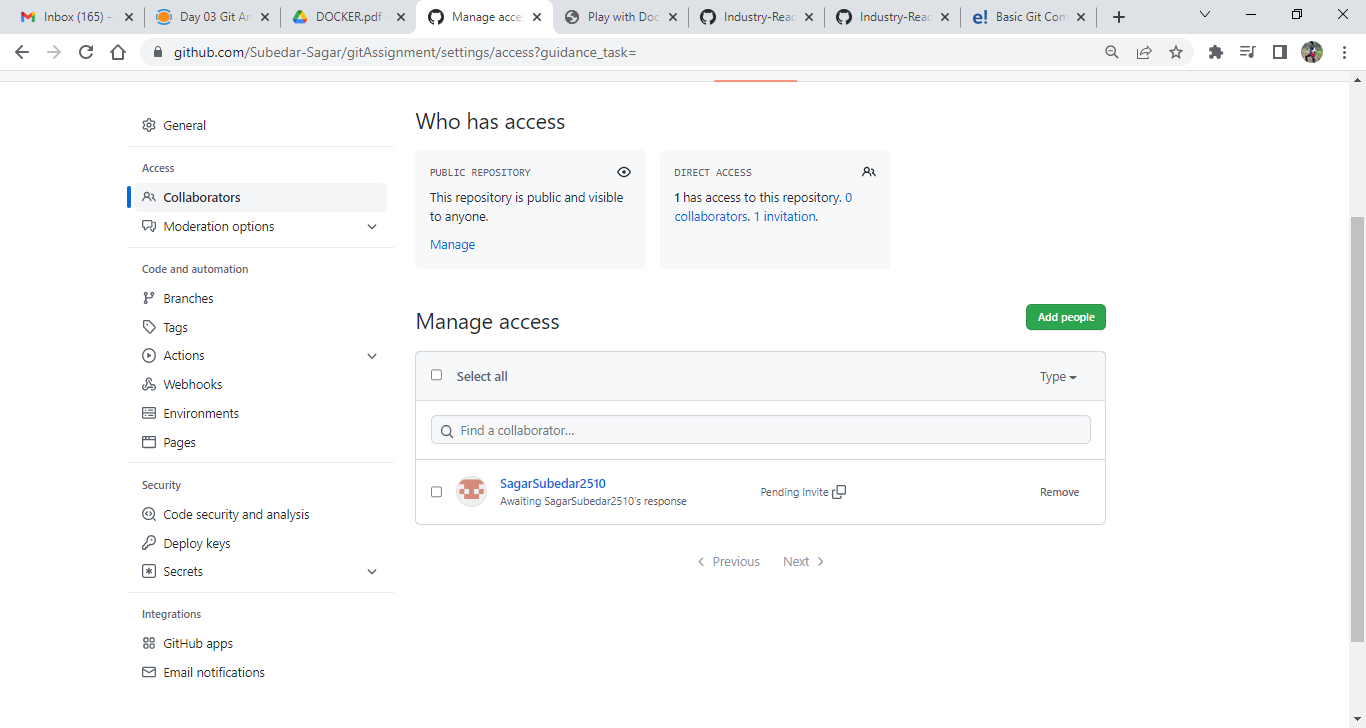 Inbox (165) -
Day 03 Git An
DOCKER.pdf -
Manage acce
Play with Doc
Industry-Read
Industry-Read
Basic Git Com
github.com/Subedar-Sagar/gitAssignment/settings/access?guidance_task=
General
Access
Collaborators
Moderation options
Code and automation
Branches
Tags
Actions
Webhooks
Environments
Pages
Security
Code security and analysis
Deploy keys
Secrets
Integrations
GitHub apps
Email notifications
Who has access
PUBLIC REPOSITORY
This repository is public and visible
to anyone.
Manage
DIRECT ACCESS
1 has access to this repository. 0
collaborators. 1 invitation.
Manage access
Add people
Select all
Type
Find a collaborator...
SagarSubedar2510
Awaiting SagarSubedar2510's response
Pending Invite
Remove
Previous
Next